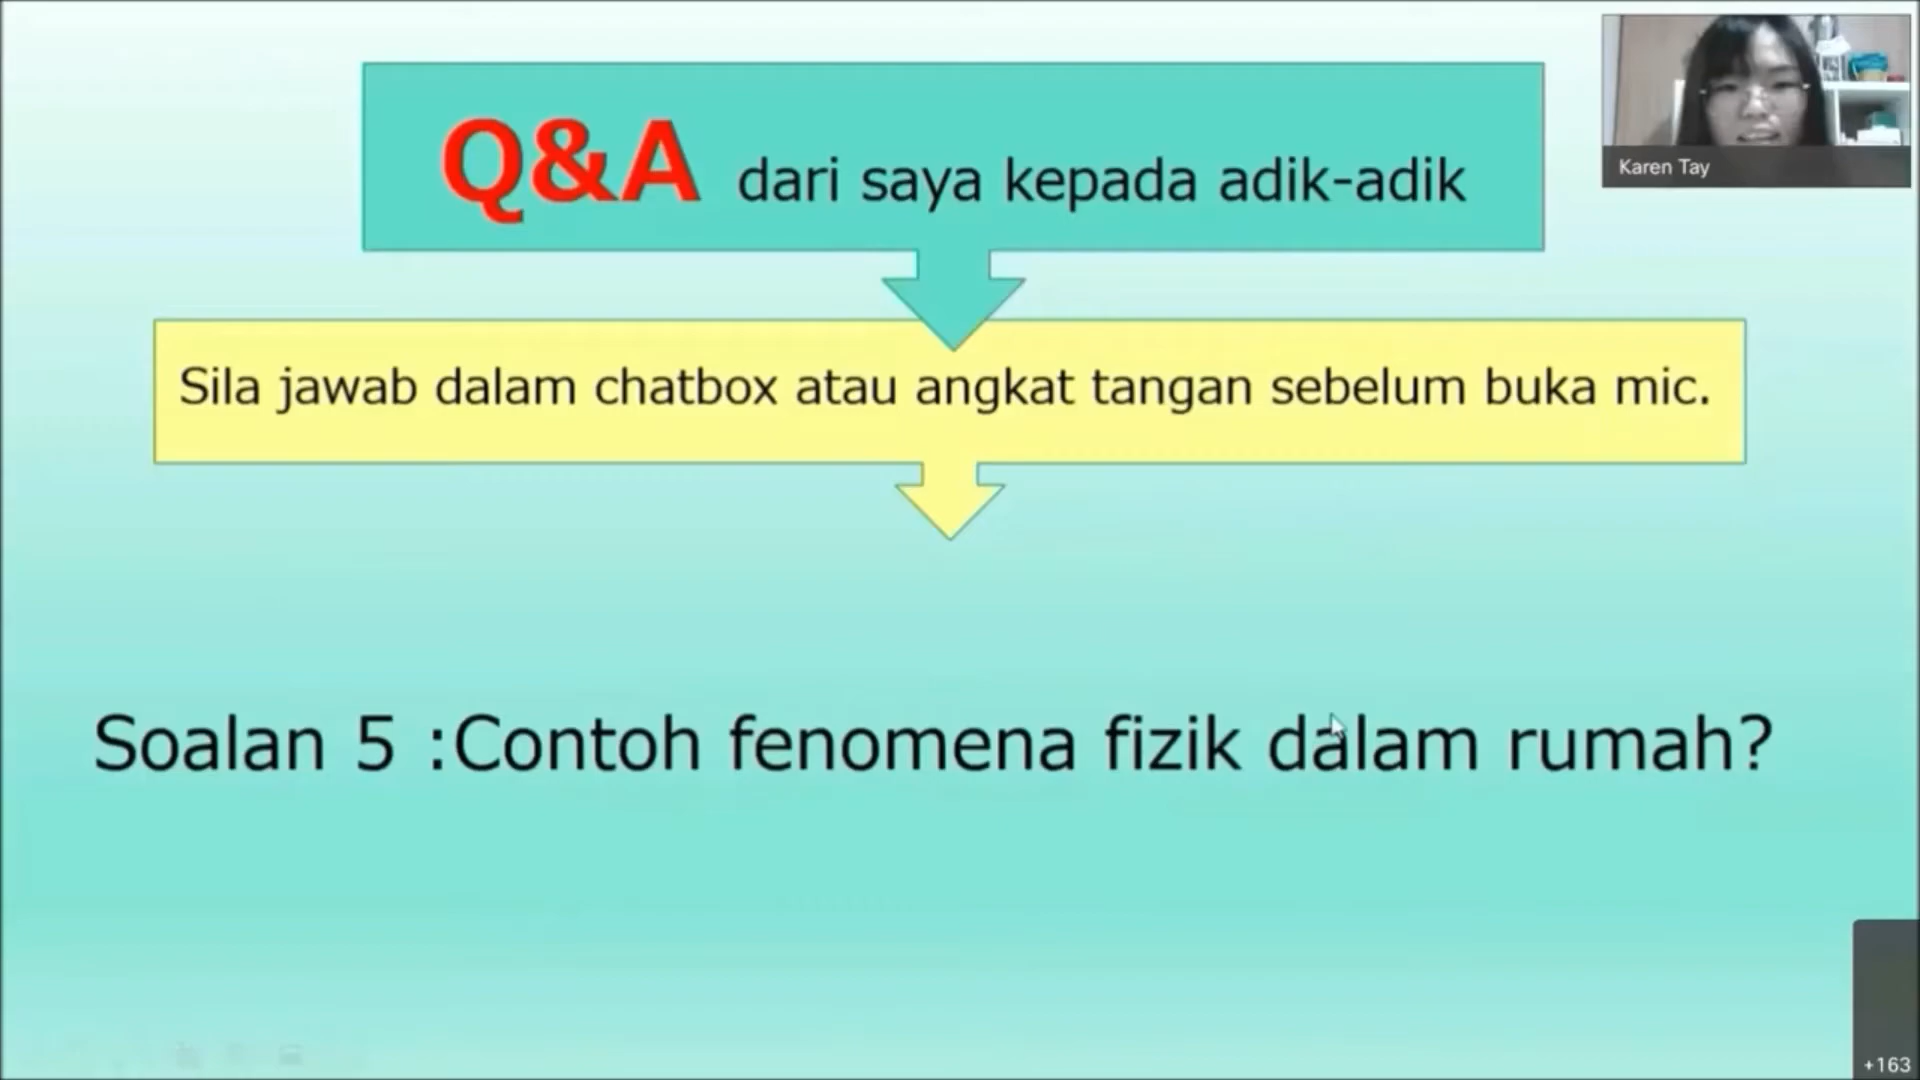 Q&A dari saya kepada adik-adik
Karen Tay
Sila jawab dalam chatbox atau angkat tangan sebelum buka mic.
Soalan 5 :Contoh fenomena fizik dalam rumah?
+163